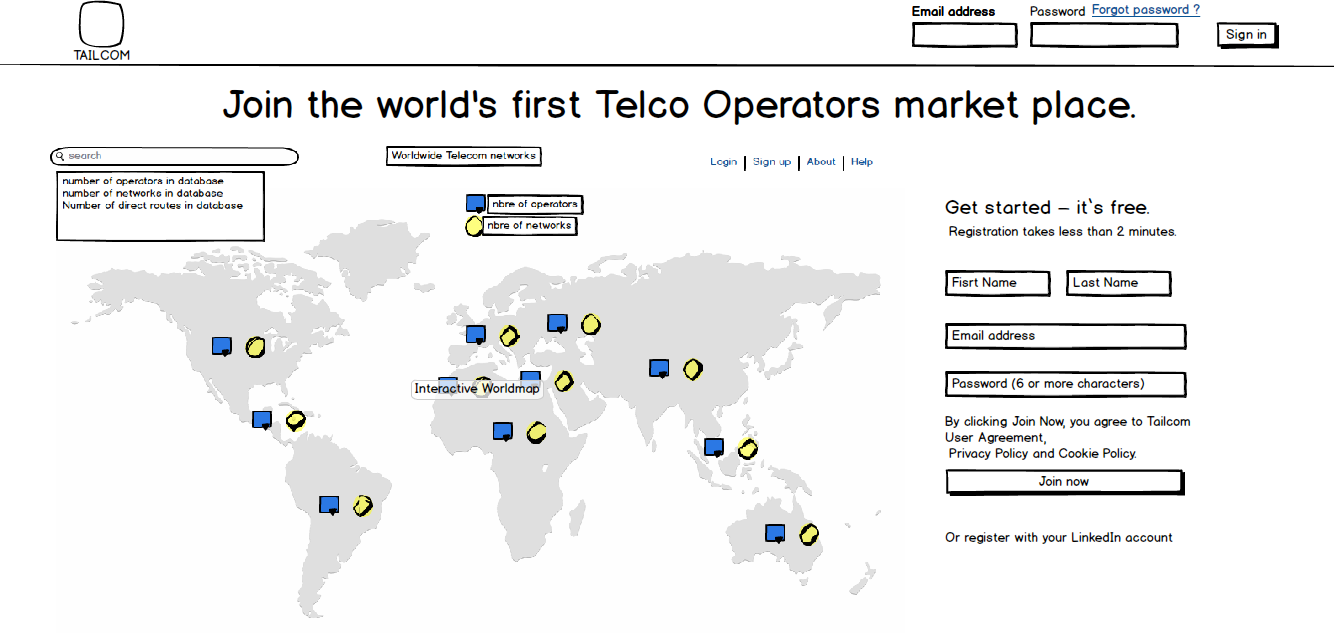 Email address
Password Forgot password ?
Sign in
TAILCOM
Join the world's first Telco Operators market place.
search
Worldwide Telecom networks
Login | Sign up | About | Help
number of operators in database
number of networks in database
Number of direct routes in database
nbre of operators
nbre of networks
Interactive Worldmap
Get started – it`s free.
Registration takes less than 2 minutes.
Fisrt Name
Last Name
Email address
Password (6 or more characters)
By clicking Join Now, you agree to Tailcom
User Agreement,
Privacy Policy and Cookie Policy.
Join now
Or register with your LinkedIn account